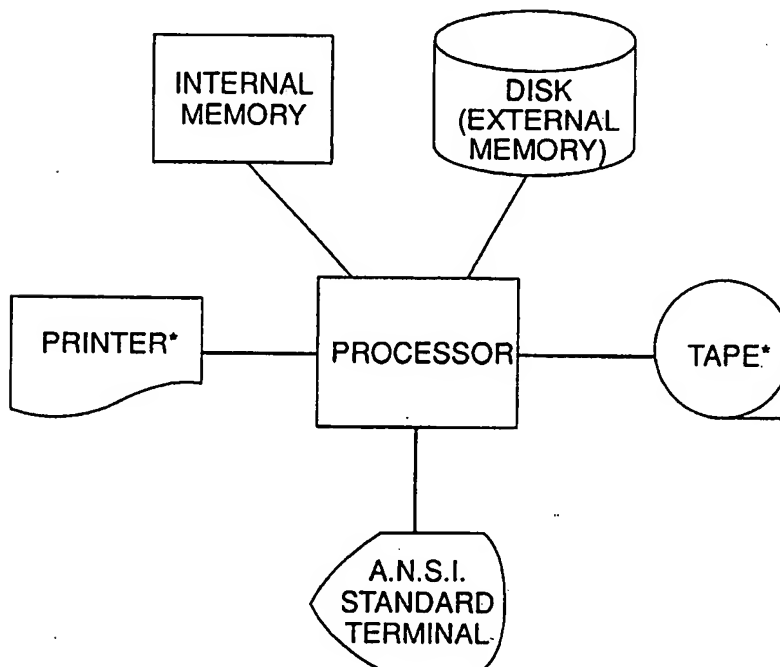 INTERNAL
MEMORY
DISK
(EXTERNAL
MEMORY)
PRINTER*
PROCESSOR
TAPE*
A.N.S.I.
STANDARD
TERMINAL